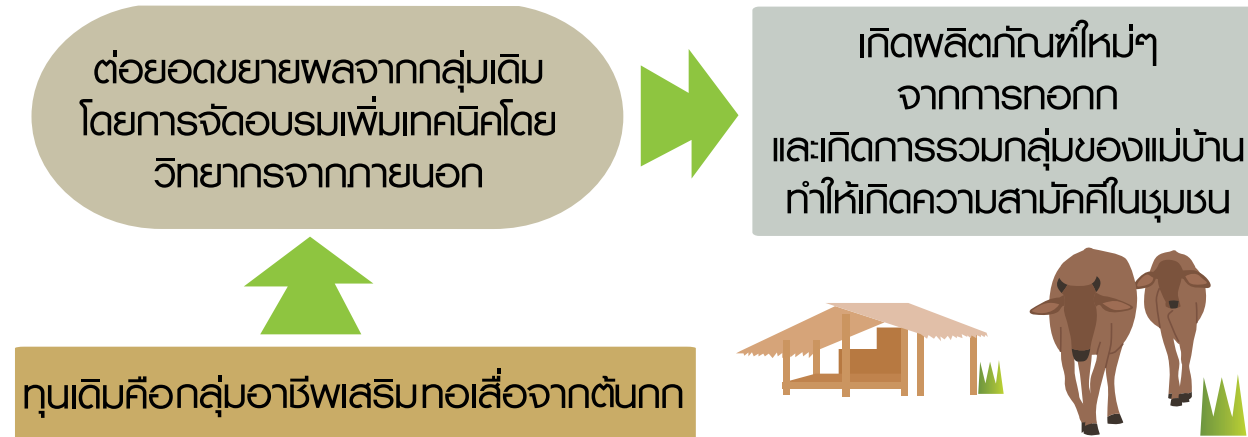 ต่อยอดขยายผลจากกลุ่มเดิม
โดยการจัดอบรมเพิ่มเทคนิคโดย
วิทยากรจากภายนอก
เกิดผลิตภัณฑ์ใหม่ๆ
จากการทอกก
และเกิดการรวมกลุ่มของแม่บ้าน
ทำให้เกิดความสามัคคีในชุมชน
ทุนเดิมคือกลุ่มอาชีพเสริมทอเสื่อจากต้นกก